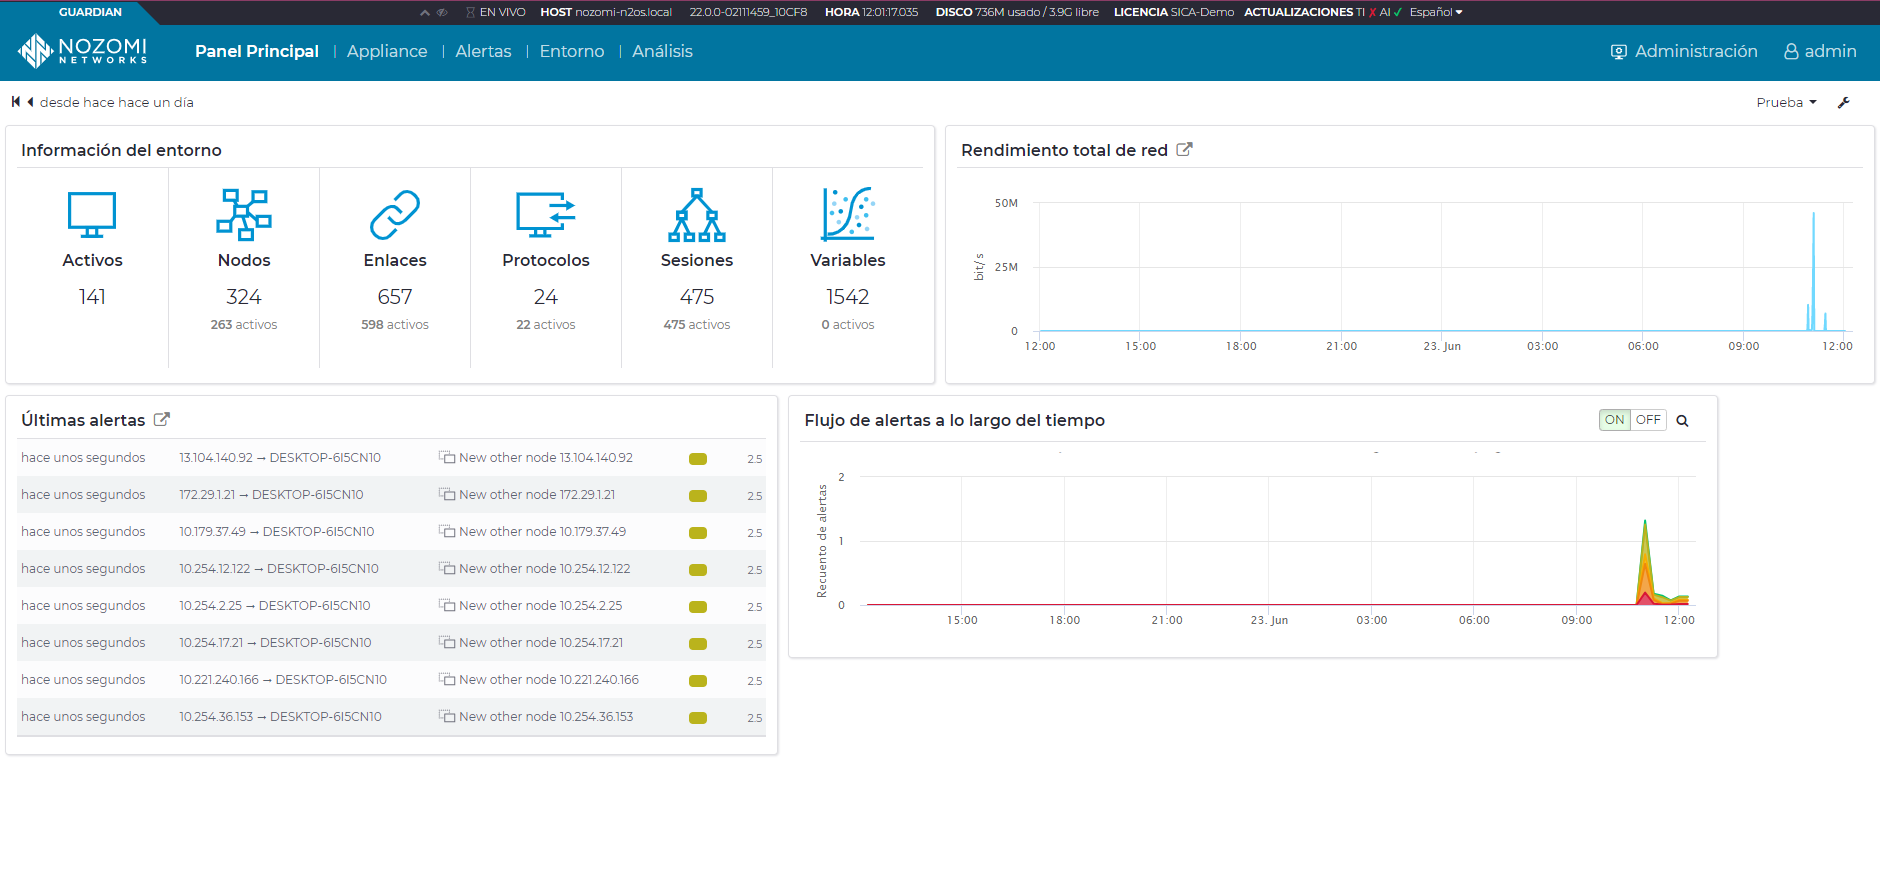 GUARDIAN
EN VIVO HOST nozomi-n2os.local 22.0.0-02111459_10CF8 HORA 12:01:17.035 DISCO 736M usado / 3.9G libre LICENCIA SICA-Demo ACTUALIZACIONES TI ✗ AI ✓ Español
NOZOMI
NETWORKS
Panel Principal | Appliance | Alertas | Entorno | Análisis
Administración admin
desde hace hace un día
Prueba
Información del entorno
Activos Nodos Enlaces Protocolos Sesiones Variables
141 324 657 24 475 1542
263 activos 598 activos 22 activos 475 activos 0 activos
Rendimiento total de red
bit/s
50M
25M
0
12:00 15:00 18:00 21:00 23. Jun 03:00 06:00 09:00 12:00
Últimas alertas
hace unos segundos 13.104.140.92 → DESKTOP-6I5CN10 New other node 13.104.140.92 2.5
hace unos segundos 172.29.1.21 → DESKTOP-6I5CN10 New other node 172.29.1.21 2.5
hace unos segundos 10.179.37.49 → DESKTOP-6I5CN10 New other node 10.179.37.49 2.5
hace unos segundos 10.254.12.122 → DESKTOP-6I5CN10 New other node 10.254.12.122 2.5
hace unos segundos 10.254.2.25 → DESKTOP-6I5CN10 New other node 10.254.2.25 2.5
hace unos segundos 10.254.17.21 → DESKTOP-6I5CN10 New other node 10.254.17.21 2.5
hace unos segundos 10.221.240.166 → DESKTOP-6I5CN10 New other node 10.221.240.166 2.5
hace unos segundos 10.254.36.153 → DESKTOP-6I5CN10 New other node 10.254.36.153 2.5
Flujo de alertas a lo largo del tiempo
ON OFF
Recuento de alertas
2
1
0
15:00 18:00 21:00 23. Jun 03:00 06:00 09:00 12:00